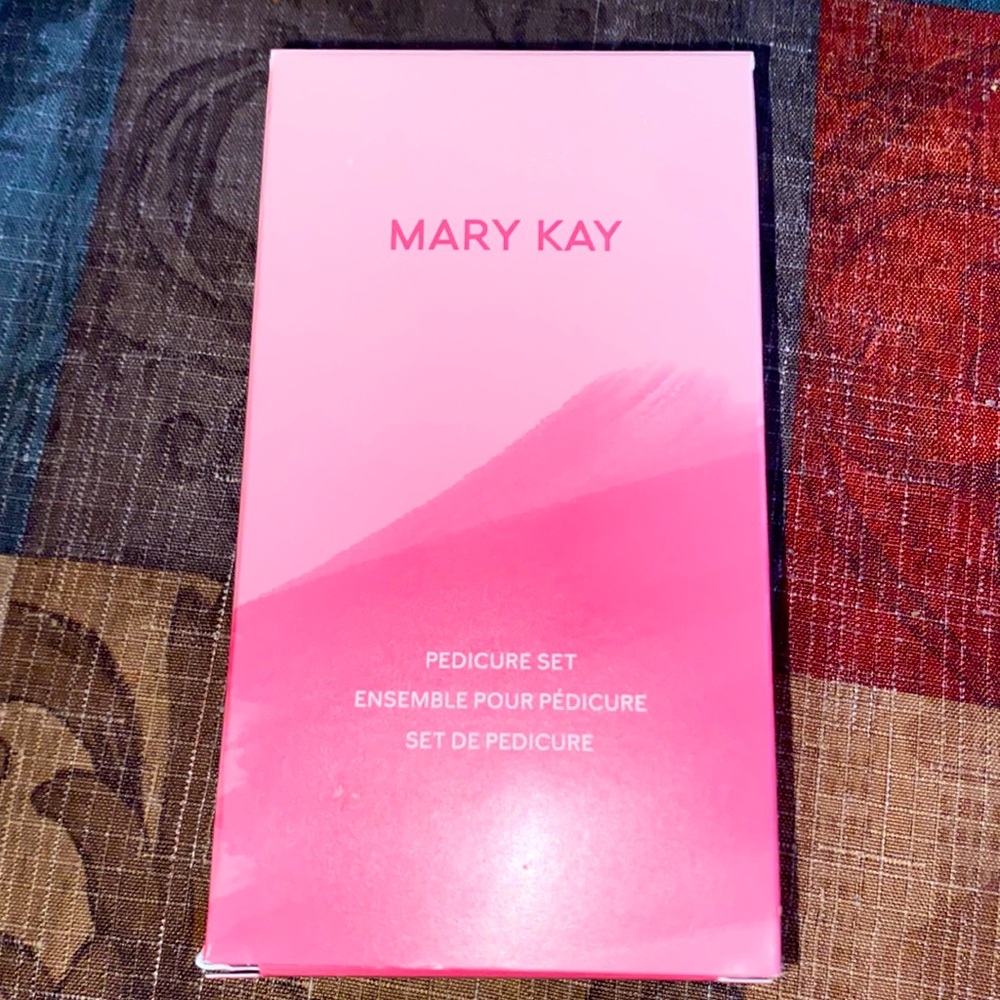 MARY KAY
PEDICURE SET
ENSEMBLE POUR PÉDICURE
SET DE PEDICURE